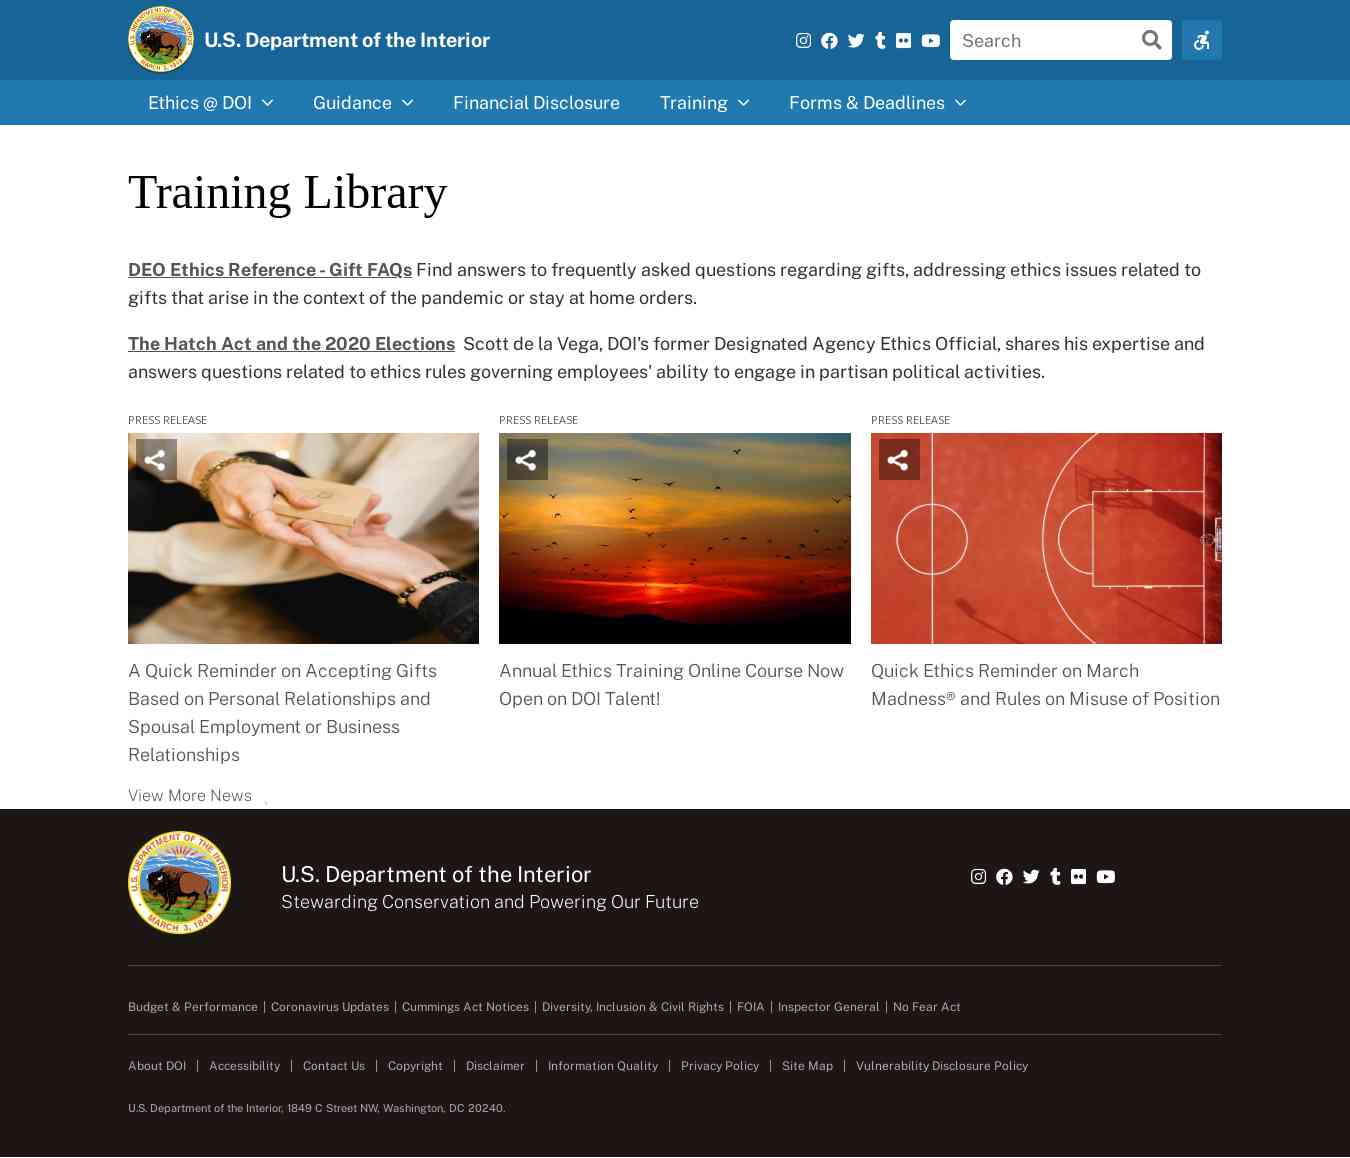 U.S. Department of the Interior
Search
Ethics @ DOI
Guidance
Financial Disclosure
Training
Forms & Deadlines
Training Library
DEO Ethics Reference - Gift FAQs Find answers to frequently asked questions regarding gifts, addressing ethics issues related to
gifts that arise in the context of the pandemic or stay at home orders.
The Hatch Act and the 2020 Elections  Scott de la Vega, DOI's former Designated Agency Ethics Official, shares his expertise and
answers questions related to ethics rules governing employees' ability to engage in partisan political activities.
PRESS RELEASE
A Quick Reminder on Accepting Gifts
Based on Personal Relationships and
Spousal Employment or Business
Relationships
PRESS RELEASE
Annual Ethics Training Online Course Now
Open on DOI Talent!
PRESS RELEASE
Quick Ethics Reminder on March
Madness® and Rules on Misuse of Position
View More News
U.S. DEPARTMENT OF THE INTERIOR
MARCH 3, 1849
U.S. Department of the Interior
Stewarding Conservation and Powering Our Future
Budget & Performance | Coronavirus Updates | Cummings Act Notices | Diversity, Inclusion & Civil Rights | FOIA | Inspector General | No Fear Act
About DOI | Accessibility | Contact Us | Copyright | Disclaimer | Information Quality | Privacy Policy | Site Map | Vulnerability Disclosure Policy
U.S. Department of the Interior, 1849 C Street NW, Washington, DC 20240.